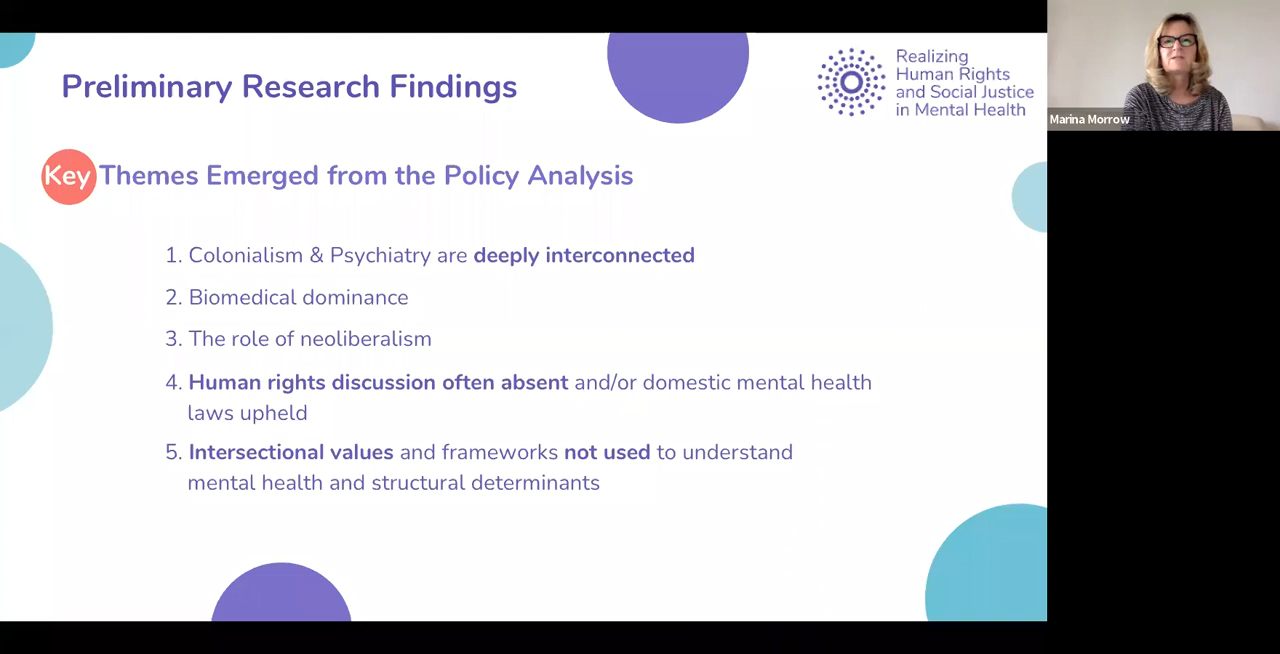 Preliminary Research Findings
Realizing
Human Rights
and Social Justice
in Mental Health
Marina Morrow
Key Themes Emerged from the Policy Analysis
1. Colonialism & Psychiatry are deeply interconnected
2. Biomedical dominance
3. The role of neoliberalism
4. Human rights discussion often absent and/or domestic mental health
laws upheld
5. Intersectional values and frameworks not used to understand
mental health and structural determinants